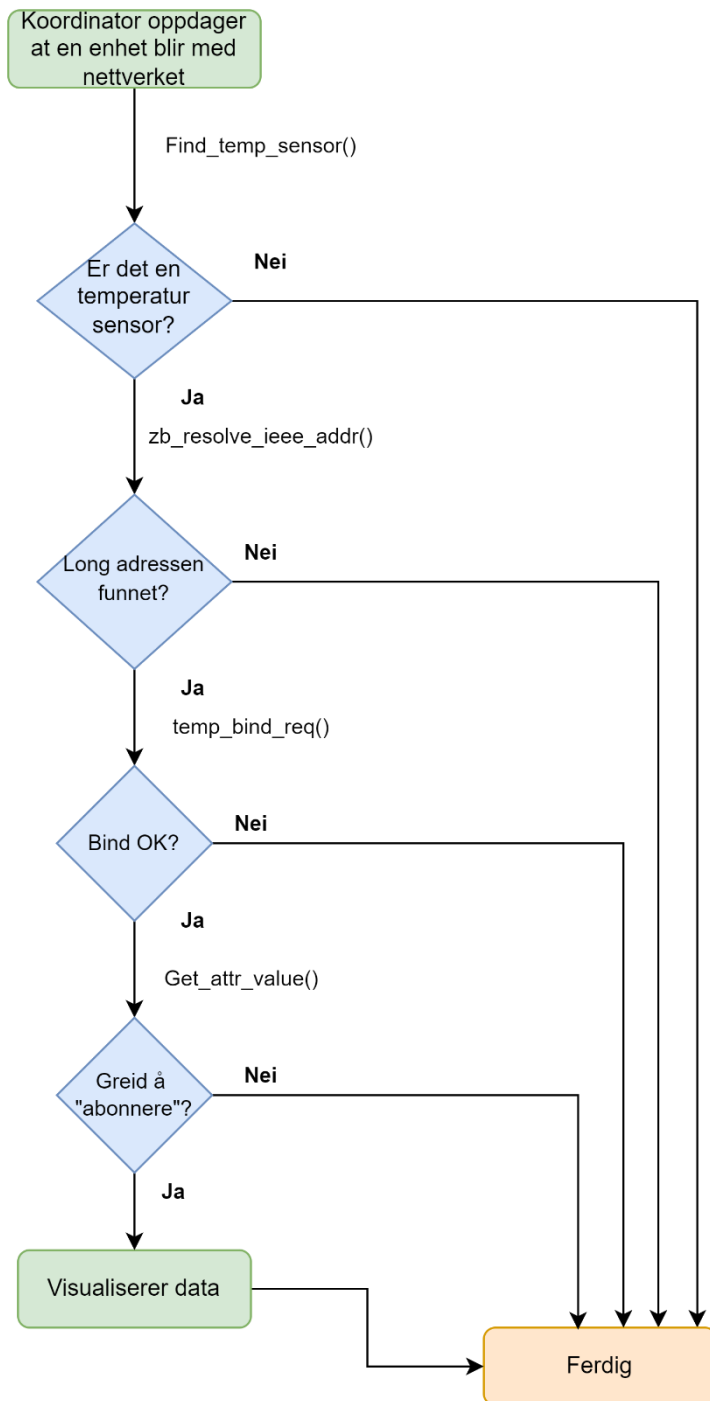 Koordinator oppdager
at en enhet blir med
nettverket
Find_temp_sensor()
Nei
Er det en
temperatur
sensor?
Ja
zb_resolve_ieee_addr()
Nei
Long adressen
funnet?
Ja
temp_bind_req()
Nei
Bind OK?
Ja
Get_attr_value()
Nei
Greid å
"abonnere"?
Ja
Visualiserer data
Ferdig